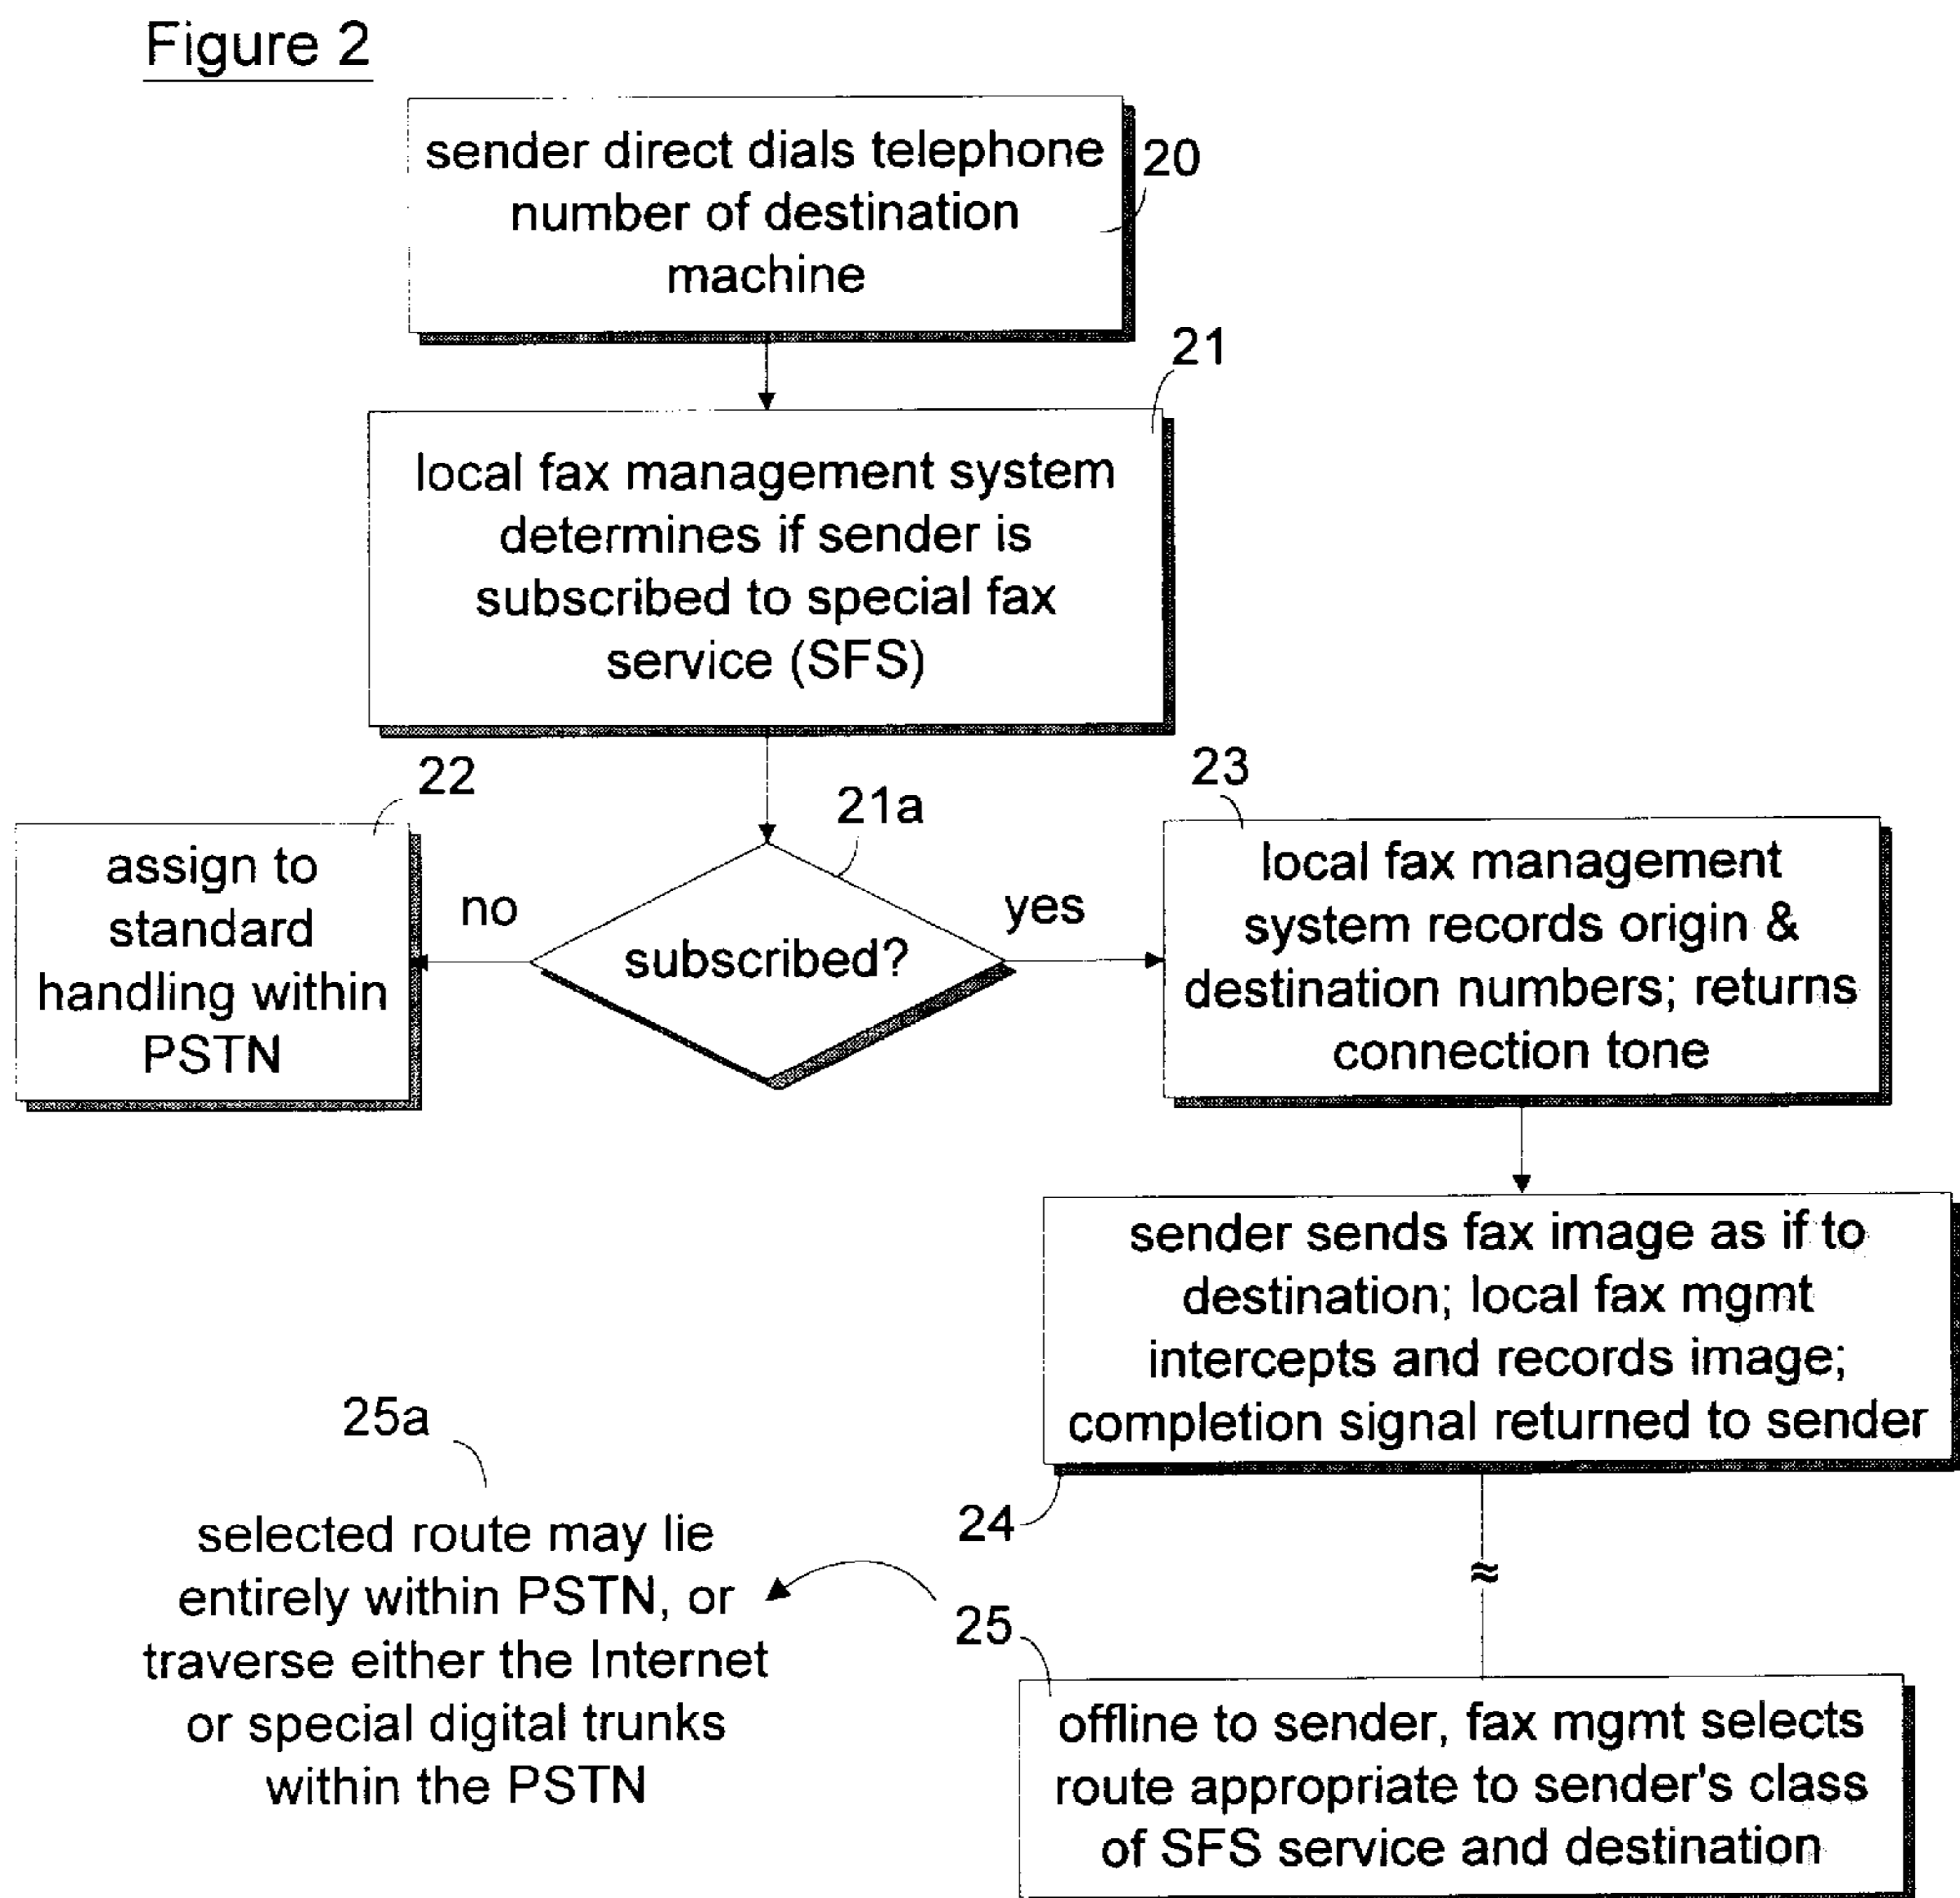 Figure 2
sender direct dials telephone
number of destination
machine
20
21
local fax management system
determines if sender is
subscribed to special fax
service (SFS)
22
21a
23
assign to
standard
handling within
PSTN
no
subscribed?
yes
local fax management
system records origin &
destination numbers; returns
connection tone
sender sends fax image as if to
destination; local fax mgmt
intercepts and records image;
completion signal returned to sender
24
25a
selected route may lie
entirely within PSTN, or
traverse either the Internet
or special digital trunks
within the PSTN
≈
25
offline to sender, fax mgmt selects
route appropriate to sender's class
of SFS service and destination